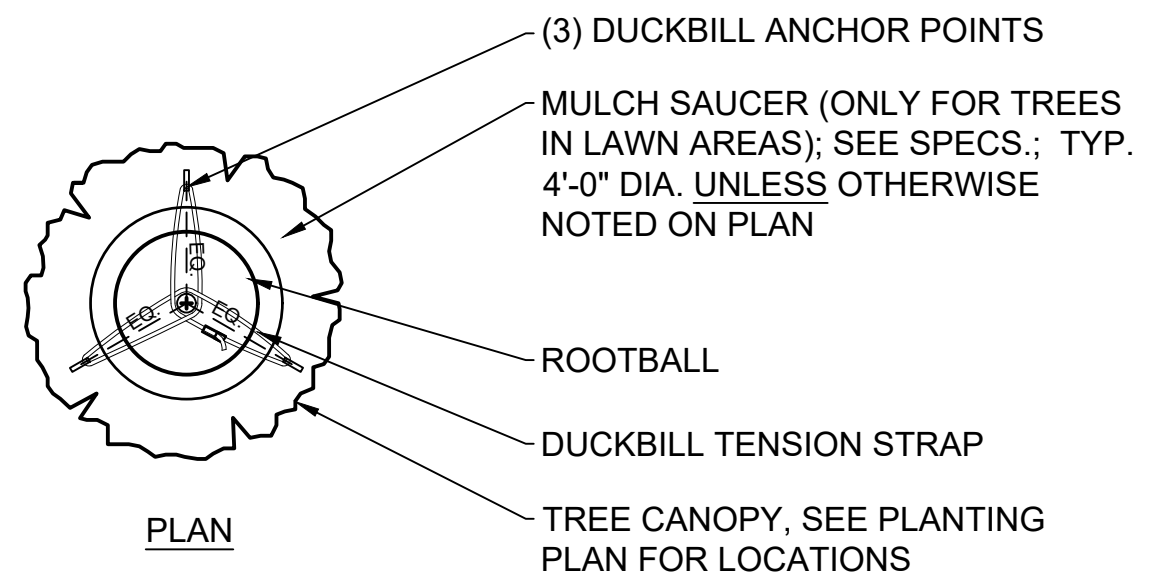 (3) DUCKBILL ANCHOR POINTS
MULCH SAUCER (ONLY FOR TREES
IN LAWN AREAS); SEE SPECS.; TYP.
4'-0" DIA. UNLESS OTHERWISE
NOTED ON PLAN
EQ.
EQ.
EQ.
ROOTBALL
DUCKBILL TENSION STRAP
TREE CANOPY, SEE PLANTING
PLAN FOR LOCATIONS
PLAN